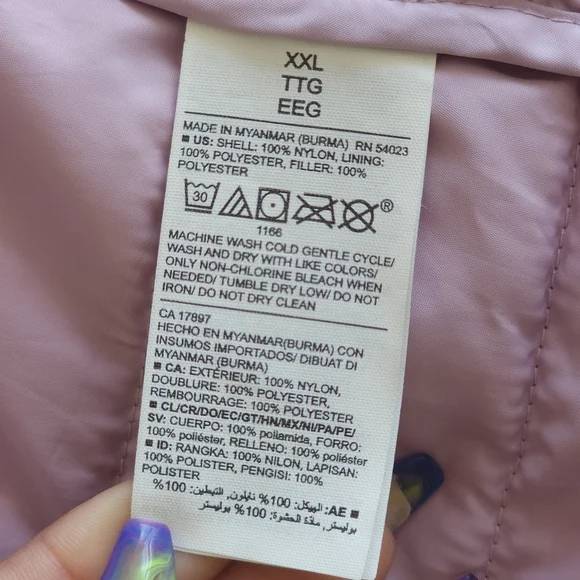 XXL
TTG
EEG
MADE IN MYANMAR (BURMA) RN 54023
■ US: SHELL: 100% NYLON, LINING:
100% POLYESTER, FILLER: 100%
POLYESTER
30
®
1166
MACHINE WASH COLD GENTLE CYCLE/
WASH AND DRY WITH LIKE COLORS/
ONLY NON-CHLORINE BLEACH WHEN
NEEDED/ TUMBLE DRY LOW/ DO NOT
IRON/ DO NOT DRY CLEAN
CA 17897
HECHO EN MYANMAR(BURMA) CON
INSUMOS IMPORTADOS/ DIBUAT DI
MYANMAR (BURMA)
■ CA: EXTÉRIEUR: 100% NYLON,
DOUBLURE: 100% POLYESTER,
REMBOURRAGE: 100% POLYESTER
■ CL/CR/DO/EC/GT/HN/MX/NI/PA/PE/
SV: CUERPO: 100% poliamida, FORRO:
100% poliéster, RELLENO: 100% poliéster
■ ID: RANGKA: 100% NILON, LAPISAN:
100% POLISTER, PENGISI: 100%
POLISTER
■ AE: الهيكل: 100% نايلون, التبطين: 100%
بوليستر, مادة الحشوة: 100% بوليستر